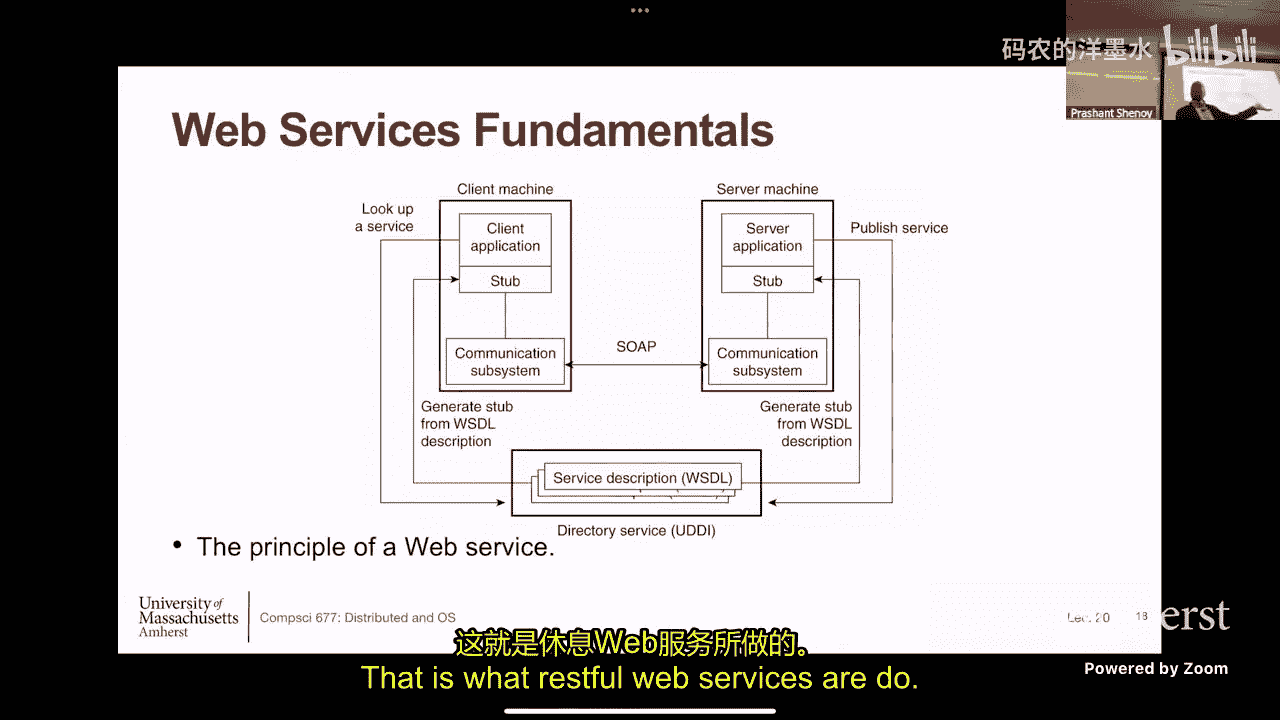 码农的洋墨水 bilibili
Prashant Shenoy
Web Services Fundamentals
Client machine
Server machine
Look up
a service
Client
application
Stub
Communication
subsystem
SOAP
Server
application
Stub
Communication
subsystem
Publish service
Generate stub
from WSDL
description
Generate stub
from WSDL
description
Service description (WSDL)
Directory service (UDDI)
• The principle of a Web service.
University of
Massachusetts
Amherst
Compsci 677: Distributed and OS
Lec. 20
18
erst
这就是休息Web服务所做的。
That is what restful web services are do.
Powered by Zoom